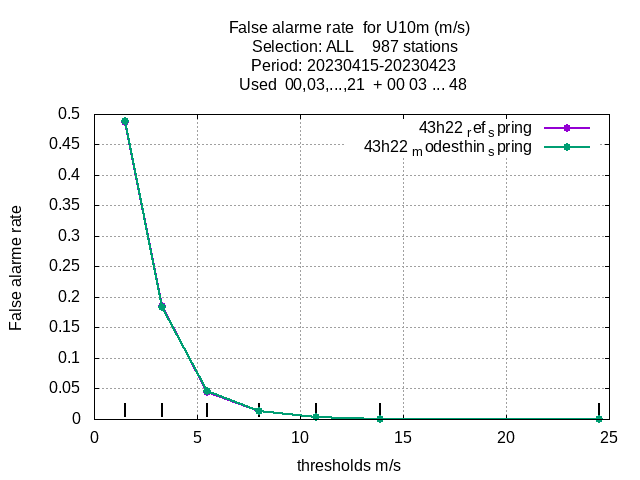 False alarme rate  for U10m (m/s)
Selection: ALL    987 stations
Period: 20230415-20230423
Used  00,03,...,21  + 00 03 ... 48
0.5
0.45
0.4
0.35
0.3
0.25
0.2
0.15
0.1
0.05
0
False alarme rate
43h22 ref spring
43h22 modesthin spring
0 5 10 15 20 25
thresholds m/s